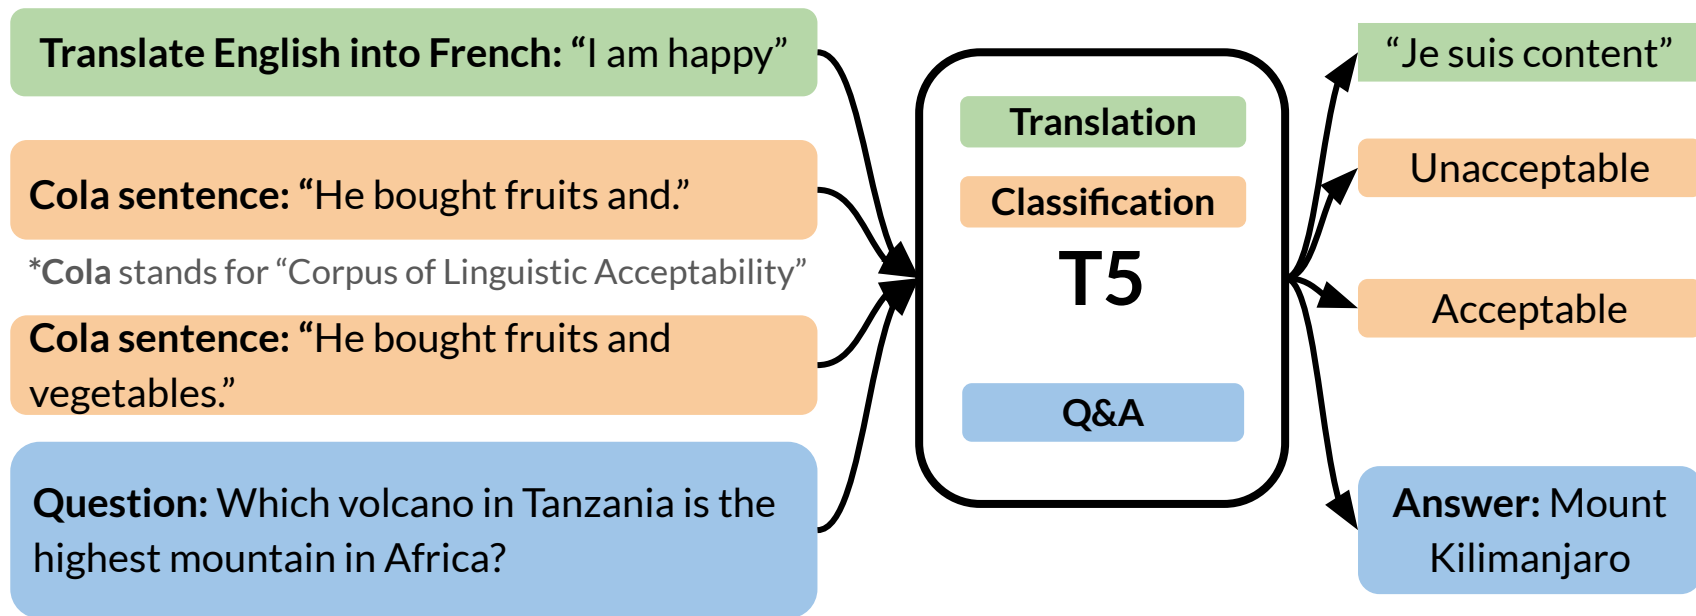 Translate English into French: “I am happy”
Cola sentence: “He bought fruits and.”
*Cola stands for “Corpus of Linguistic Acceptability”
Cola sentence: “He bought fruits and
vegetables.”
Question: Which volcano in Tanzania is the
highest mountain in Africa?
Translation
Classification
T5
Q&A
“Je suis content”
Unacceptable
Acceptable
Answer: Mount
Kilimanjaro